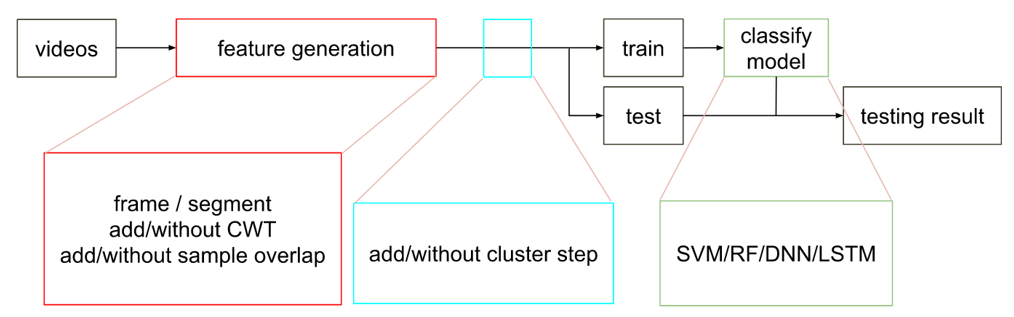 videos
feature generation
train
classify
model
test
testing result
frame / segment
add/without CWT
add/without sample overlap
add/without cluster step
SVM/RF/DNN/LSTM